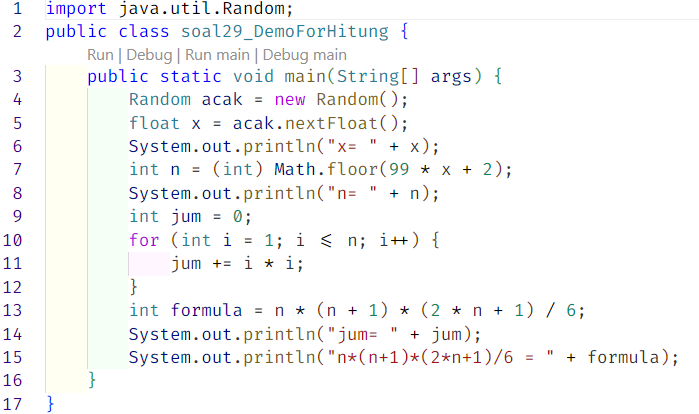 1 import java.util.Random;
2 public class soal29_DemoForHitung {
Run | Debug | Run main | Debug main
3 public static void main(String[] args) {
4 Random acak = new Random();
5 float x = acak.nextFloat();
6 System.out.println("x= " + x);
7 int n = (int) Math.floor(99 * x + 2);
8 System.out.println("n= " + n);
9 int jum = 0;
10 for (int i = 1; i ≤ n; i++) {
11 jum += i * i;
12 }
13 int formula = n * (n + 1) * (2 * n + 1) / 6;
14 System.out.println("jum= " + jum);
15 System.out.println("n*(n+1)*(2*n+1)/6 = " + formula);
16 }
17 }